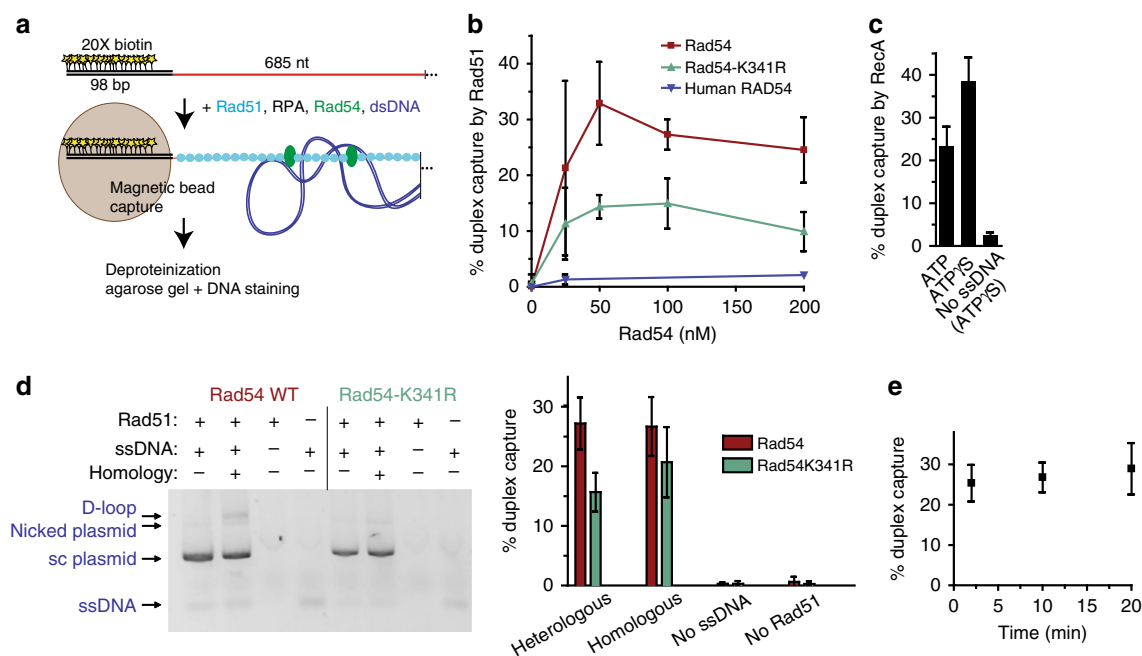 a
20X biotin
98 bp
685 nt
...
+ Rad51, RPA, Rad54, dsDNA
Magnetic bead
capture
...
Deproteinization
agarose gel + DNA staining
b
% duplex capture by Rad51
40
30
20
10
0
0
50
100
150
200
Rad54 (nM)
Rad54
Rad54-K341R
Human RAD54
c
% duplex capture by RecA
40
30
20
10
0
ATP
ATPγS
No ssDNA
(ATPγS)
d
Rad54 WT
Rad54-K341R
Rad51: + + + − + + + −
ssDNA: + + − + + + − +
Homology: − + − +
D-loop
Nicked plasmid
sc plasmid
ssDNA
% duplex capture
30
20
10
0
Rad54
Rad54K341R
Heterologous
Homologous
No ssDNA
No Rad51
e
% duplex capture
30
20
30
0
0
5
10
15
20
Time (min)